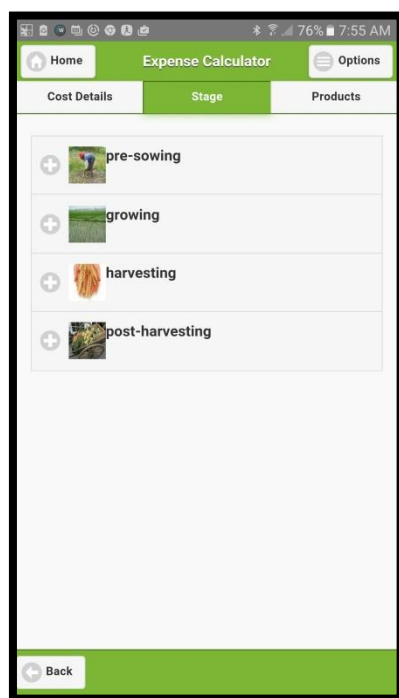 76% 7:55 AM
Home Expense Calculator Options
Cost Details Stage Products
pre-sowing
growing
harvesting
post-harvesting
Back